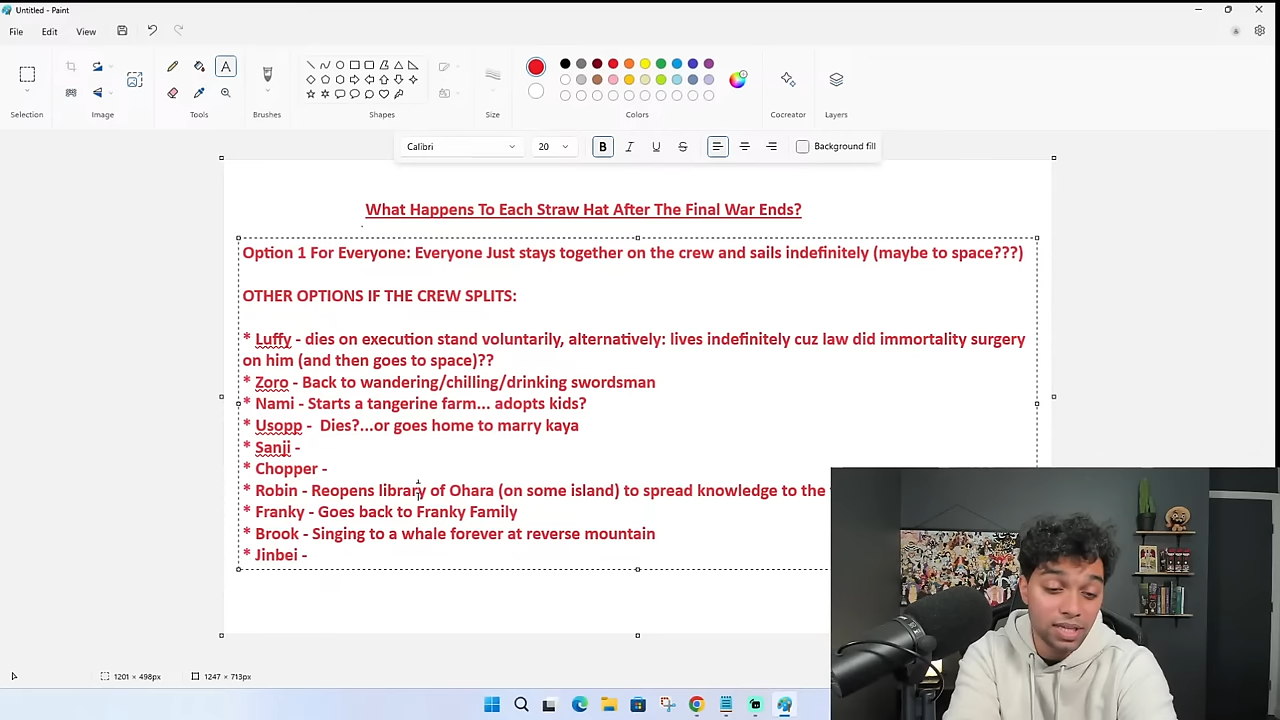 Untitled - Paint
File Edit View
Selection Image Tools Brushes Shapes Size Colors Cocreator Layers
Calibri 20 B I U S Background fill
What Happens To Each Straw Hat After The Final War Ends?
Option 1 For Everyone: Everyone Just stays together on the crew and sails indefinitely (maybe to space???)
OTHER OPTIONS IF THE CREW SPLITS:
* Luffy - dies on execution stand voluntarily, alternatively: lives indefinitely cuz law did immortality surgery
on him (and then goes to space)??
* Zoro - Back to wandering/chilling/drinking swordsman
* Nami - Starts a tangerine farm... adopts kids?
* Usopp - Dies?...or goes home to marry kaya
* Sanji -
* Chopper -
* Robin - Reopens library of Ohara (on some island) to spread knowledge to the
* Franky - Goes back to Franky Family
* Brook - Singing to a whale forever at reverse mountain
* Jinbei -
1201 × 498px 1247 × 713px